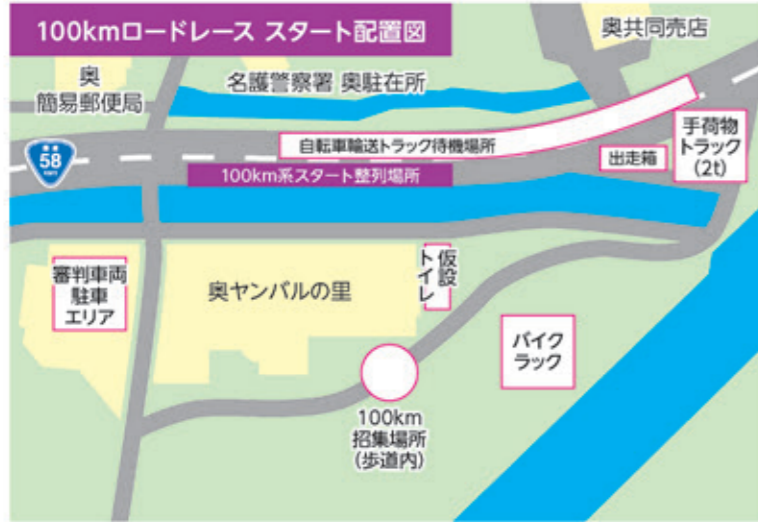 100kmロードレース スタート配置図
奥共同売店
奥
簡易郵便局
名護警察署 奥駐在所
58
自転車輸送トラック待機場所
手荷物
トラック
(2t)
出走箱
100km系スタート整列場所
審判車両
駐車
エリア
奥ヤンバルの里
仮設
トイレ
バイク
ラック
100km
招集場所
(歩道内)